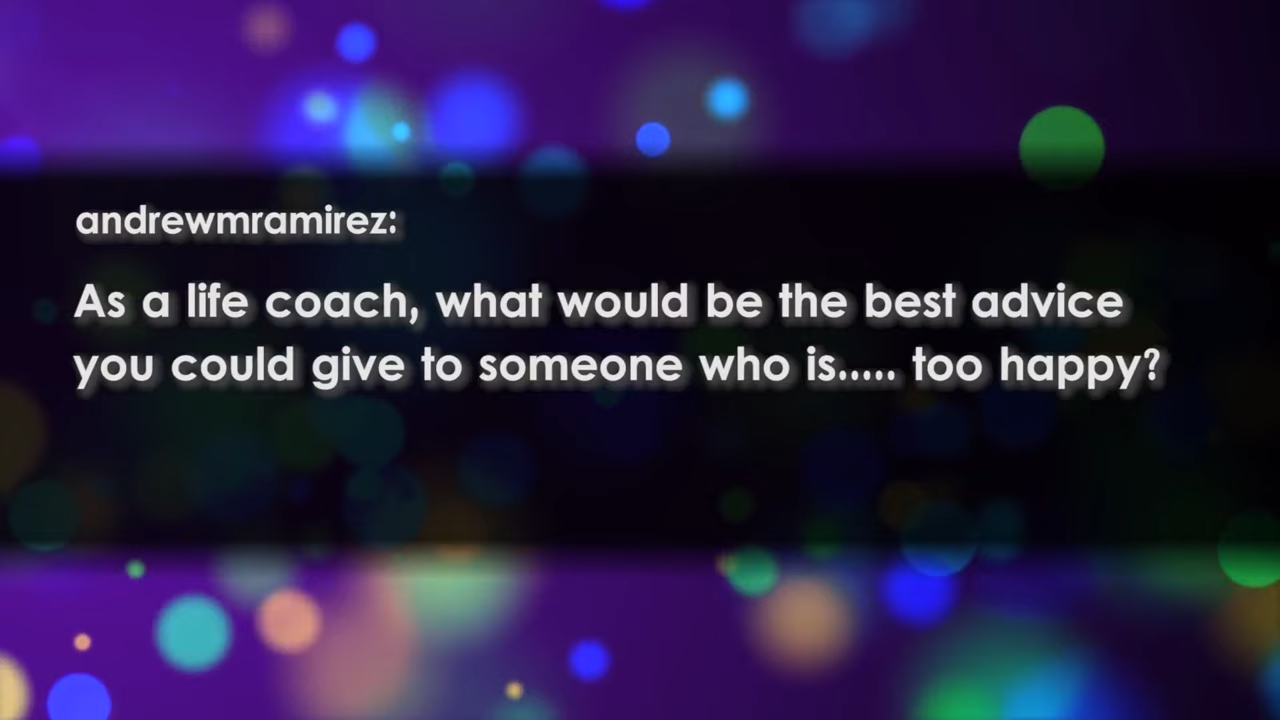 andrewmramirez:
As a life coach, what would be the best advice
you could give to someone who is..... too happy?